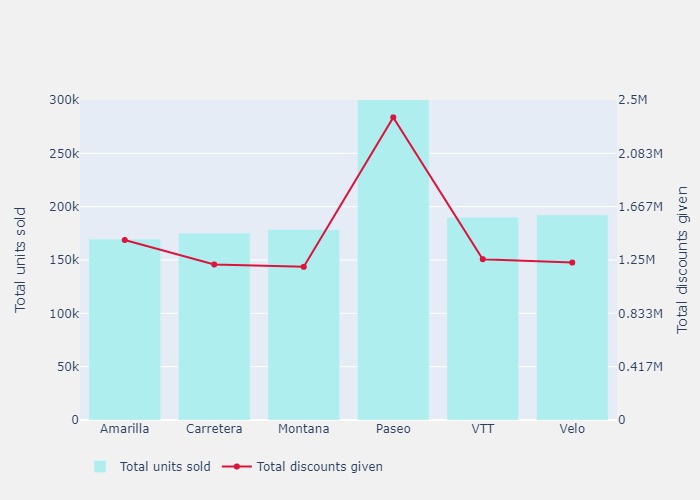 300k
250k
200k
150k
100k
50k
0
Total units sold
2.5M
2.083M
1.667M
1.25M
0.833M
0.417M
0
Total discounts given
Amarilla Carretera Montana Paseo VTT Velo
Total units sold Total discounts given